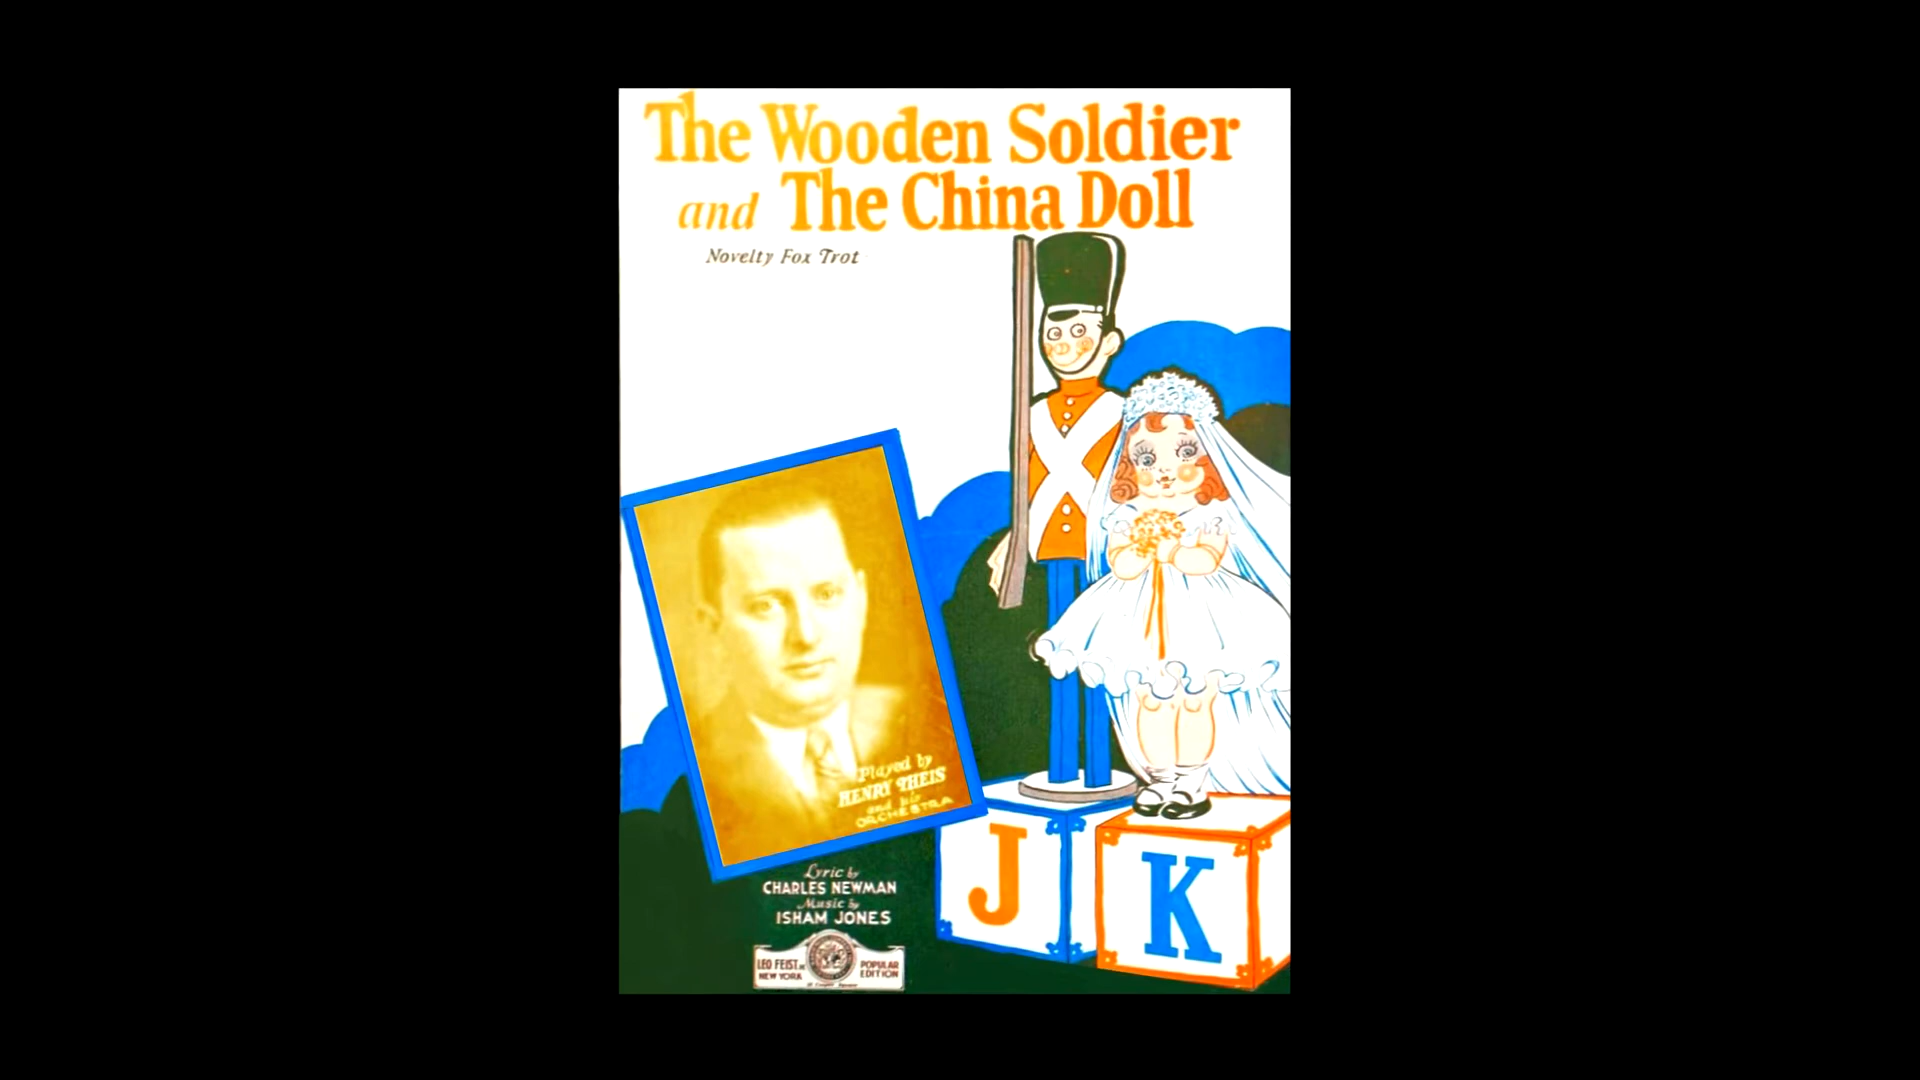 The Wooden Soldier
and The China Doll
Novelty Fox Trot
Played by
HENRY THEIS
and his
ORCHESTRA
Lyric by
CHARLES NEWMAN
Music by
ISHAM JONES
LEO FEIST
NEW YORK
POPULAR
EDITION
J
K